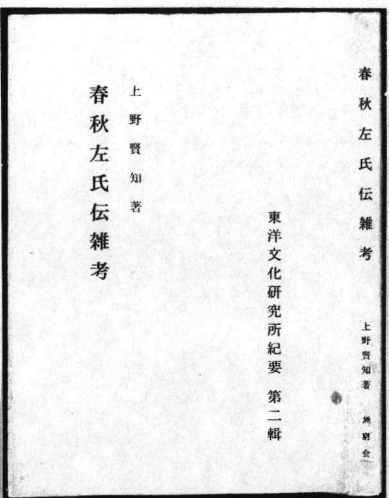 春秋左氏伝雑考
上野賢知著 無窮会
東洋文化研究所紀要 第二輯
上野賢知著
春秋左氏伝雑考